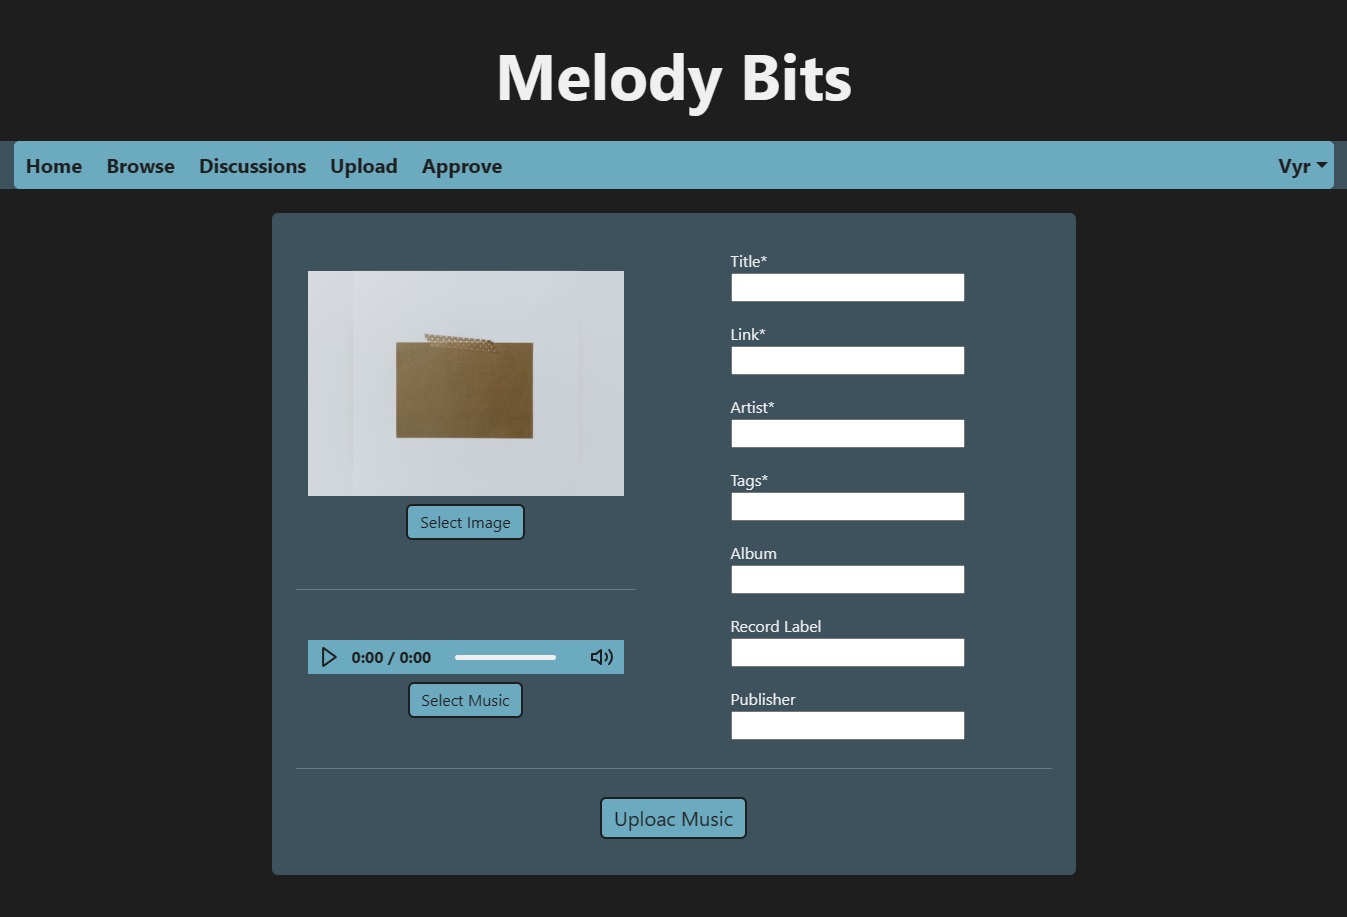 Melody Bits
Home Browse Discussions Upload Approve Vyr
Title*
Link*
Artist*
Tags*
Album
Record Label
Publisher
Select Image
0:00 / 0:00
Select Music
Uploac Music